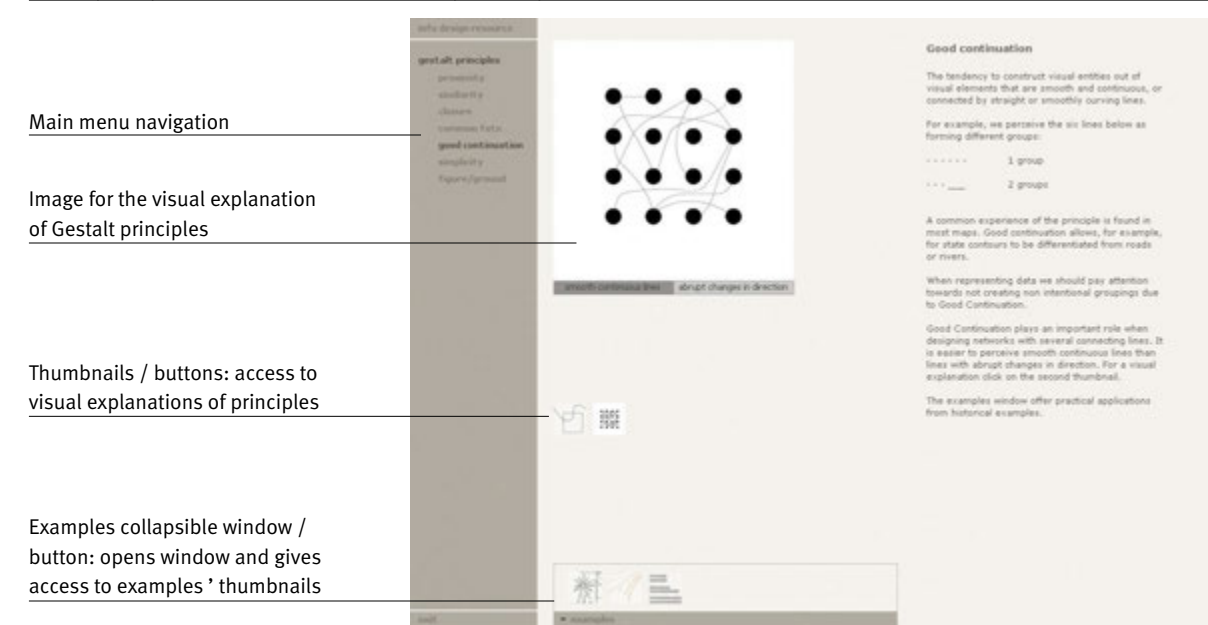 Main menu navigation
Image for the visual explanation
of Gestalt principles
Thumbnails / buttons: access to
visual explanations of principles
Examples collapsible window /
button: opens window and gives
access to examples ’ thumbnails
info design resource
gestalt principles
proximity
similarity
closure
common fate
good continuation
simplicity
figure/ground
exit
smooth continuous lines
abrupt changes in direction
examples
Good continuation
The tendency to construct visual entities out of
visual elements that are smooth and continuous, or
connected by straight or smoothly curving lines.
For example, we perceive the six lines below as
forming different groups:
- - - - - - 1 group
- - - ___ 2 groups
A common experience of the principle is found in
most maps. Good continuation allows, for example,
for state contours to be differentiated from roads
or rivers.
When representing data we should pay attention
towards not creating non intentional groupings due
to Good Continuation.
Good Continuation plays an important role when
designing networks with several connecting lines. It
is easier to perceive smooth continuous lines than
lines with abrupt changes in direction. For a visual
explanation click on the second thumbnail.
The examples window offer practical applications
from historical examples.